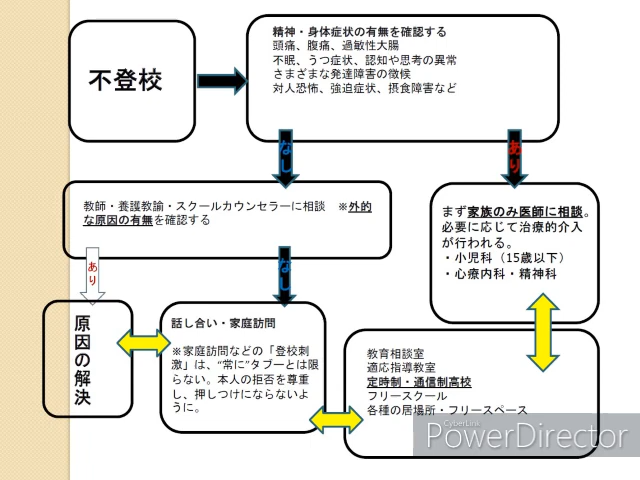 不登校
精神・身体症状の有無を確認する
頭痛、腹痛、過敏性大腸
不眠、うつ症状、認知や思考の異常
さまざまな発達障害の徴候
対人恐怖、強迫症状、摂食障害など
なし
あり
教師・養護教諭・スクールカウンセラーに相談　※外的
な原因の有無を確認する
まず家族のみ医師に相談。
必要に応じて治療的介入
が行われる。
・小児科（15歳以下）
・心療内科・精神科
あり
なし
原因の解決
話し合い・家庭訪問
※家庭訪問などの「登校刺
激」は、“常に”タブーとは限
らない。本人の拒否を尊重
し、押しつけにならないよ
うに。
教育相談室
適応指導教室
定時制・通信制高校
フリースクール
各種の居場所・フリースペース
CyberLink
PowerDirector